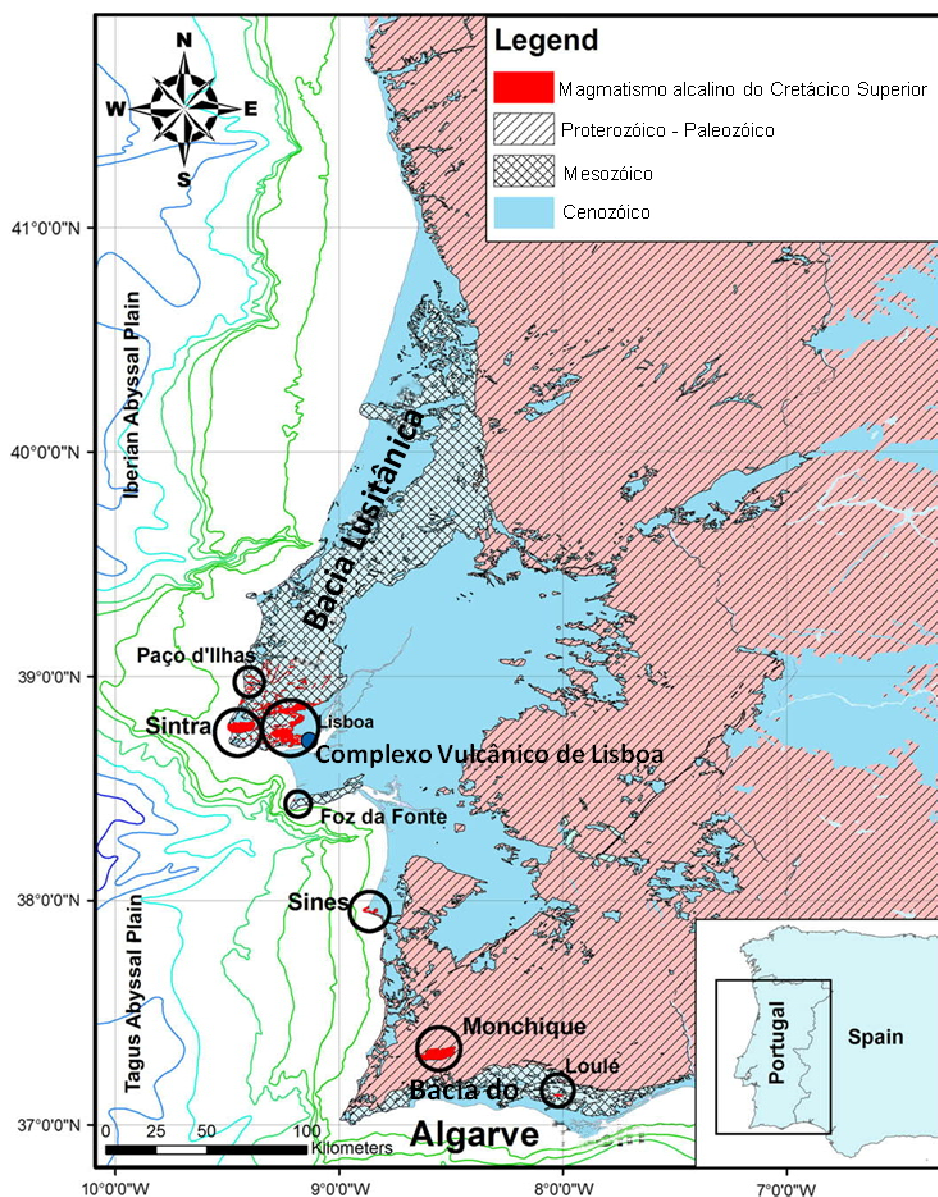 Legend
Magmatismo alcalino do Cretácico Superior
Proterozóico - Paleozóico
Mesozóico
Cenozóico
N
W
E
S
41°0'0"N
Iberian Abyssal Plain
40°0'0"N
Bacia Lusitânica
Paço d'Ilhas
39°0'0"N
Sintra
Lisboa
Complexo Vulcânico de Lisboa
Foz da Fonte
38°0'0"N
Sines
Tagus Abyssal Plain
Portugal
Spain
Monchique
Loulé
Bacia do
Algarve
37°0'0"N
0 25 50 100
Kilometers
10°0'0"W 9°0'0"W 8°0'0"W 7°0'0"W